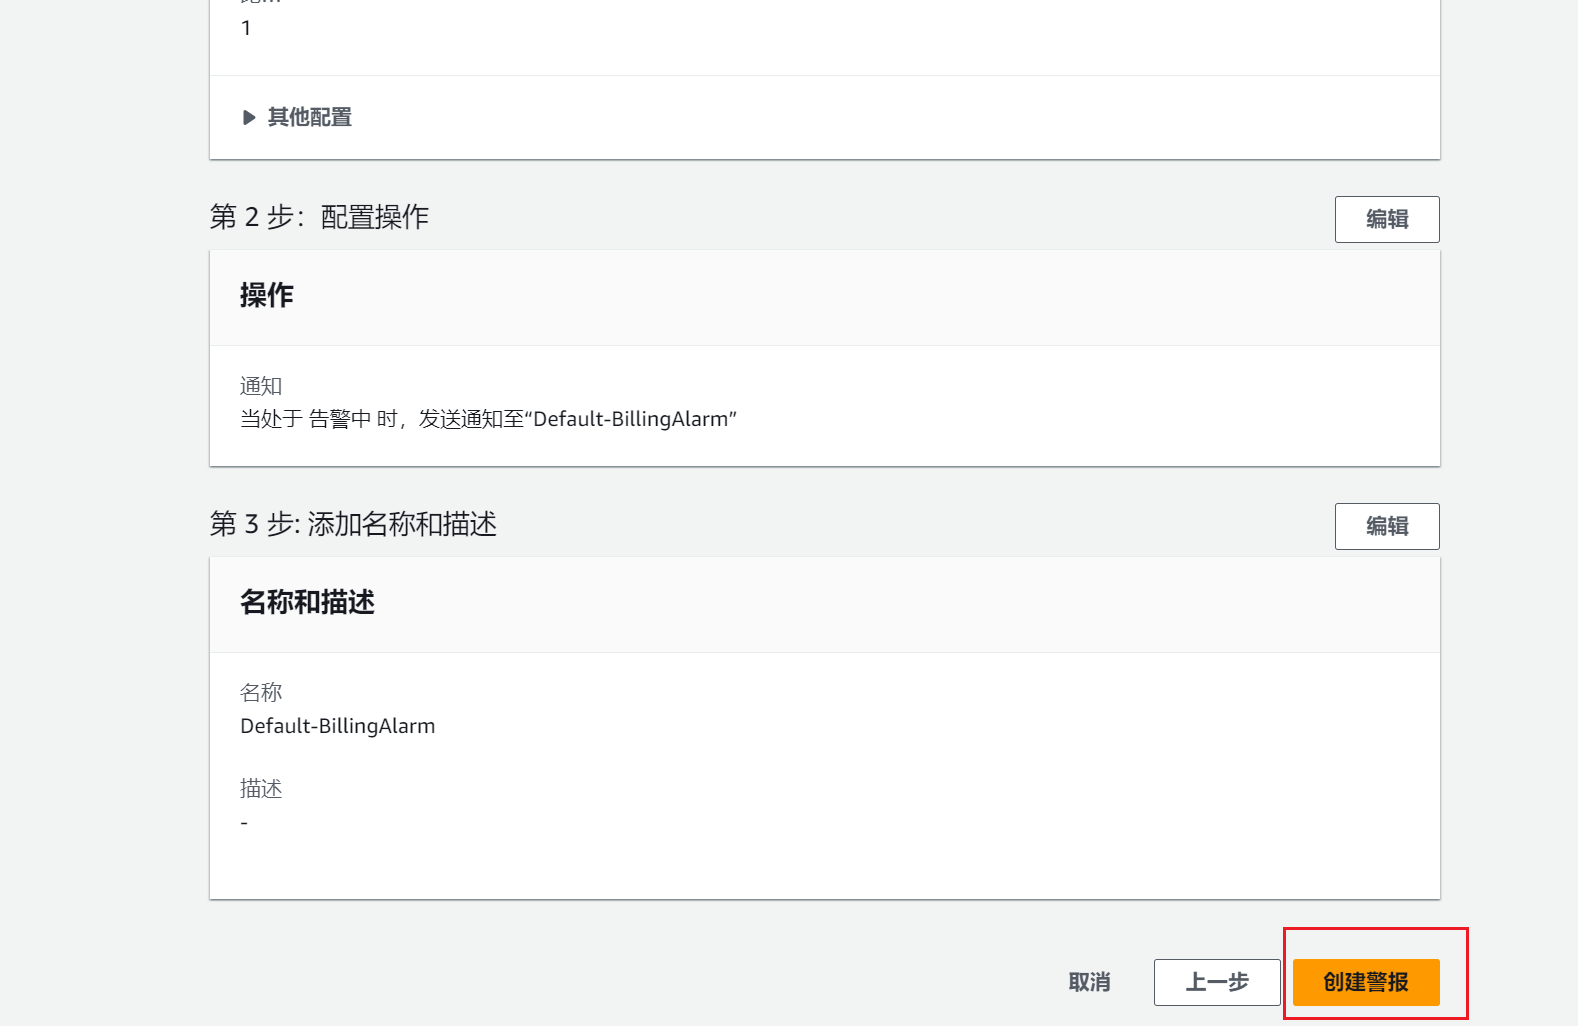 1
其他配置
第 2 步：配置操作
编辑
操作
通知
当处于 告警中 时，发送通知至“Default-BillingAlarm”
第 3 步: 添加名称和描述
编辑
名称和描述
名称
Default-BillingAlarm
描述
-
取消
上一步
创建警报